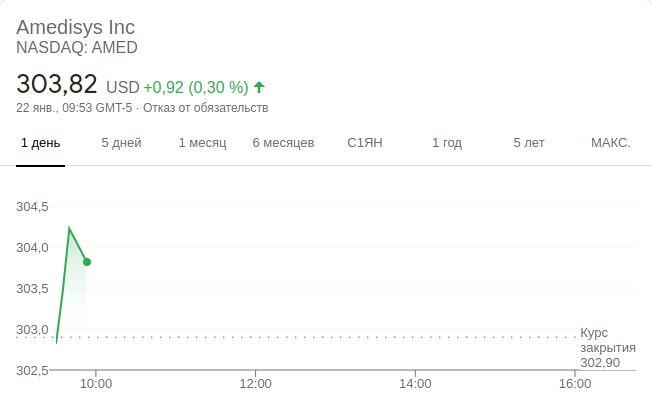 Amedisys Inc
NASDAQ: AMED
303,82 USD +0,92 (0,30 %)
22 янв., 09:53 GMT-5 · Отказ от обязательств
1 день 5 дней 1 месяц 6 месяцев С1ЯН 1 год 5 лет МАКС.
304,5
304,0
303,5
303,0
302,5
Курс
закрытия
302,90
10:00 12:00 14:00 16:00